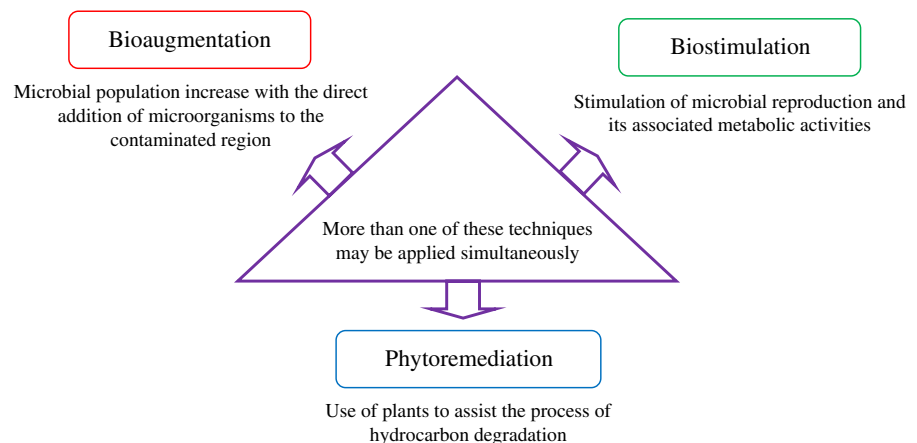 Bioaugmentation
Microbial population increase with the direct
addition of microorganisms to the
contaminated region
Biostimulation
Stimulation of microbial reproduction and
its associated metabolic activities
More than one of these techniques
may be applied simultaneously
Phytoremediation
Use of plants to assist the process of
hydrocarbon degradation